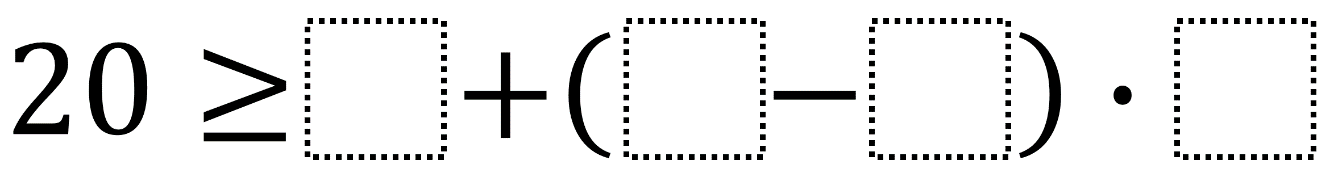 20 ≥ □ + (□ − □) · □